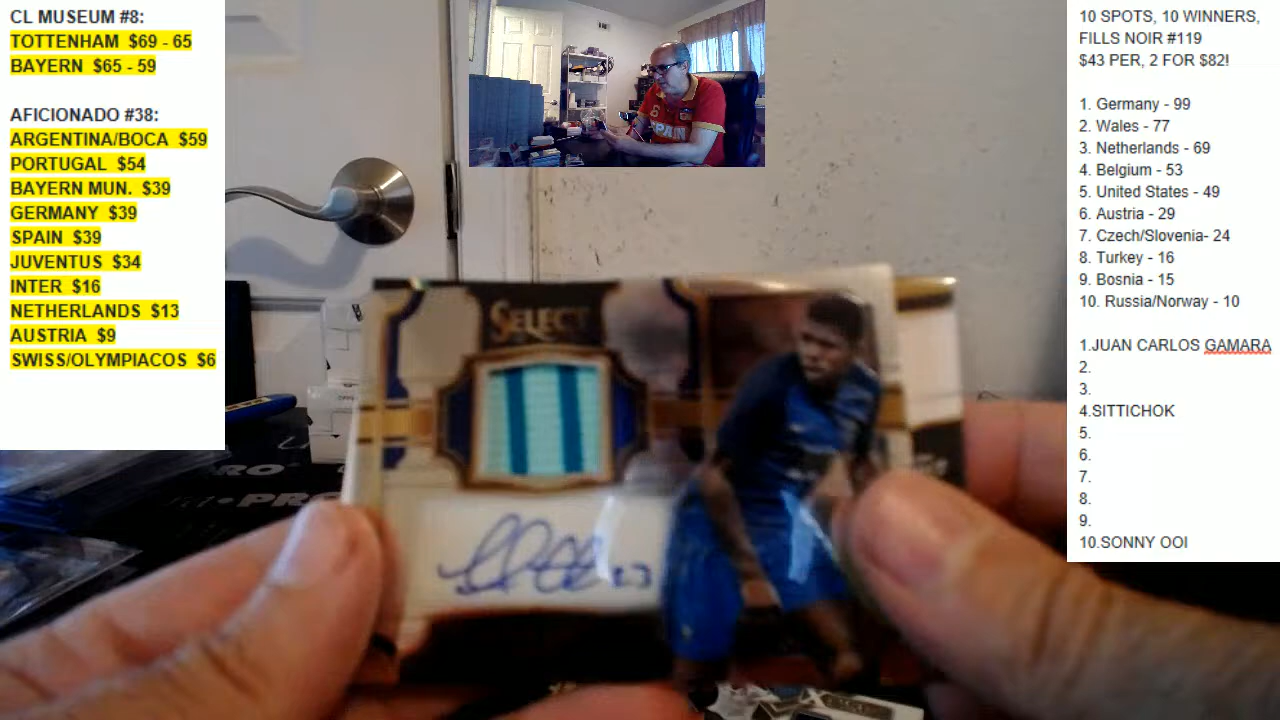 CL MUSEUM #8:
TOTTENHAM $69 - 65
BAYERN $65 - 59
AFICIONADO #38:
ARGENTINA/BOCA $59
PORTUGAL $54
BAYERN MUN. $39
GERMANY $39
SPAIN $39
JUVENTUS $34
INTER $16
NETHERLANDS $13
AUSTRIA $9
SWISS/OLYMPIACOS $6
SPAIN
SELECT
23
PRO
PRO
10 SPOTS, 10 WINNERS,
FILLS NOIR #119
$43 PER, 2 FOR $82!
1. Germany - 99
2. Wales - 77
3. Netherlands - 69
4. Belgium - 53
5. United States - 49
6. Austria - 29
7. Czech/Slovenia- 24
8. Turkey - 16
9. Bosnia - 15
10. Russia/Norway - 10
1.JUAN CARLOS GAMARA
2.
3.
4.SITTICHOK
5.
6.
7.
8.
9.
10.SONNY OOI